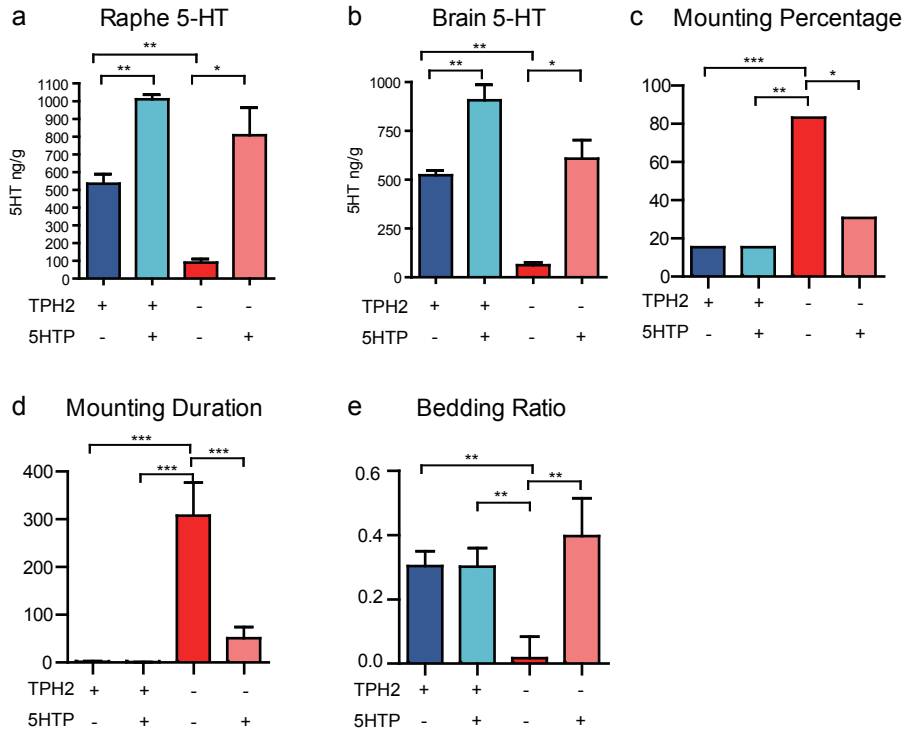 a Raphe 5-HT
** ** *
5HT ng/g
1100
1000
900
800
700
600
500
400
300
200
100
0
TPH2 + + - -
5HTP - + - +
b Brain 5-HT
** ** *
5HT ng/g
1000
750
500
250
0
TPH2 + + - -
5HTP - + - +
c Mounting Percentage
*** ** *
100
80
60
40
20
0
TPH2 + + - -
5HTP - + - +
d Mounting Duration
*** *** ***
400
300
200
100
0
TPH2 + + - -
5HTP - + - +
e Bedding Ratio
** ** **
0.6
0.4
0.2
0.0
TPH2 + + - -
5HTP - + - +